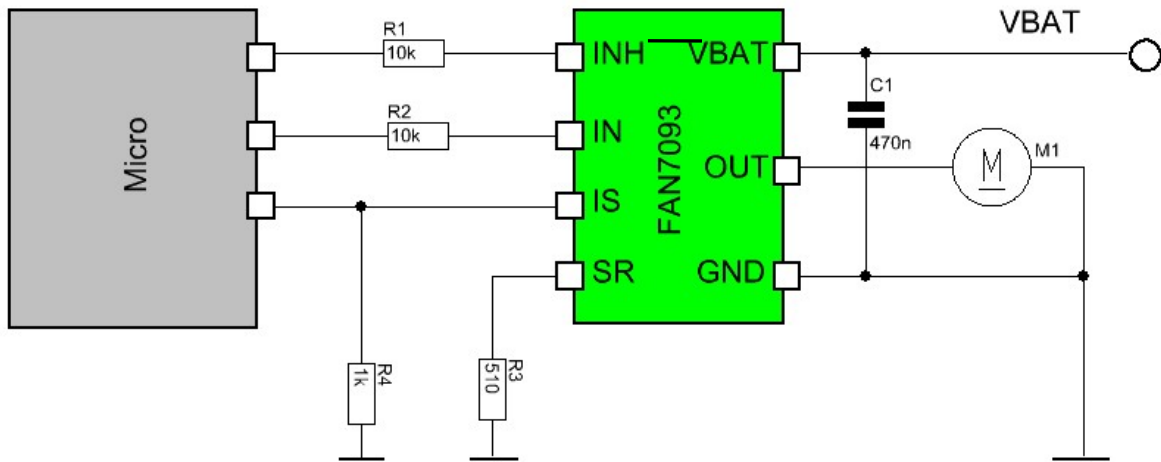 VBAT
R1
10k
INH
VBAT
C1
470n
R2
10k
IN
Micro
FAN7093
OUT
M
M1
IS
SR
GND
R4
1k
R3
510